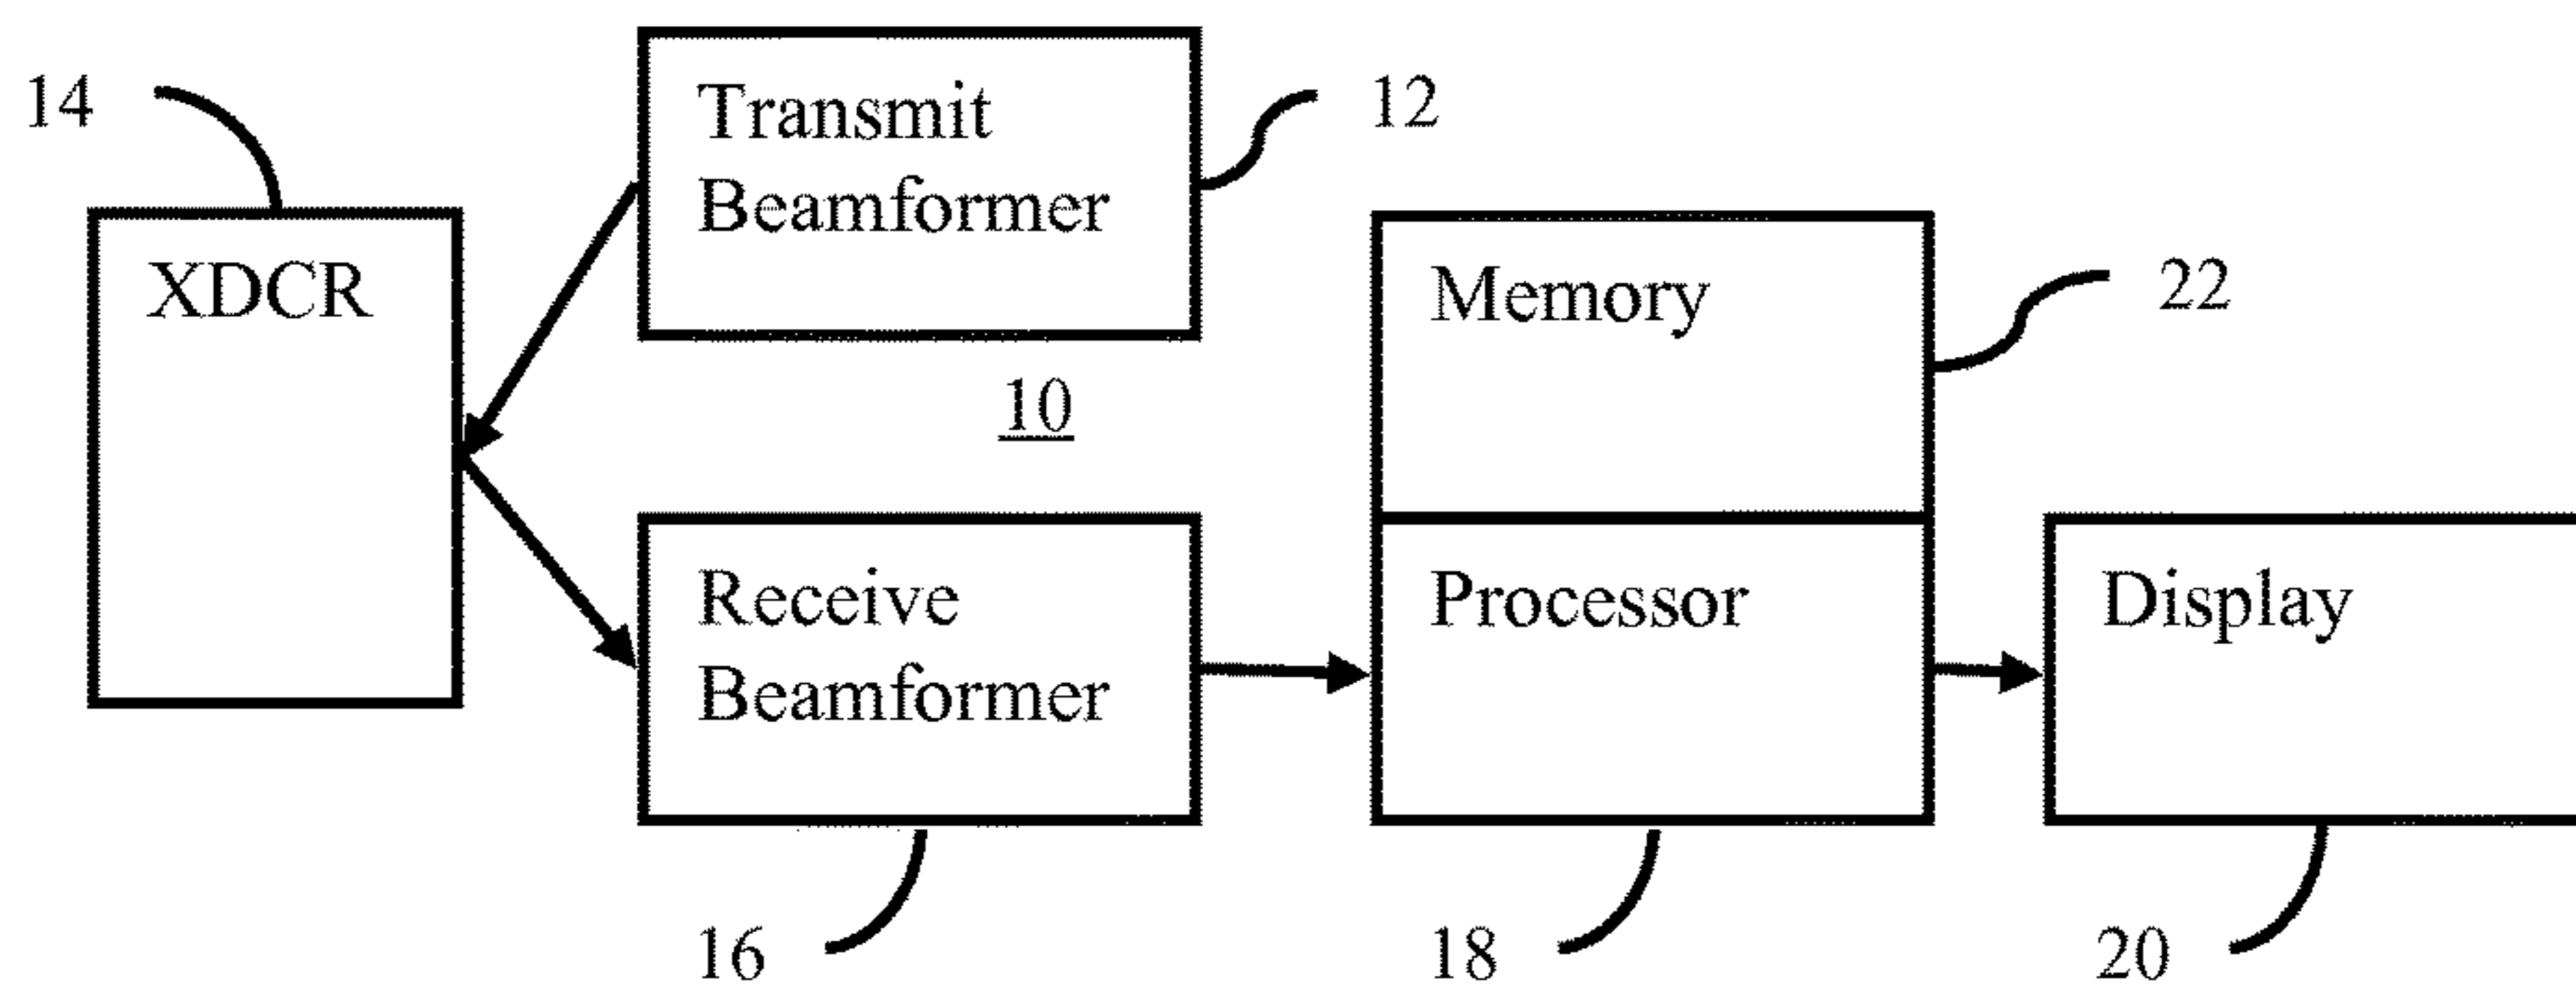 14
Transmit
Beamformer
12
XDCR
Memory
22
10
Receive
Beamformer
Processor
Display
16
18
20